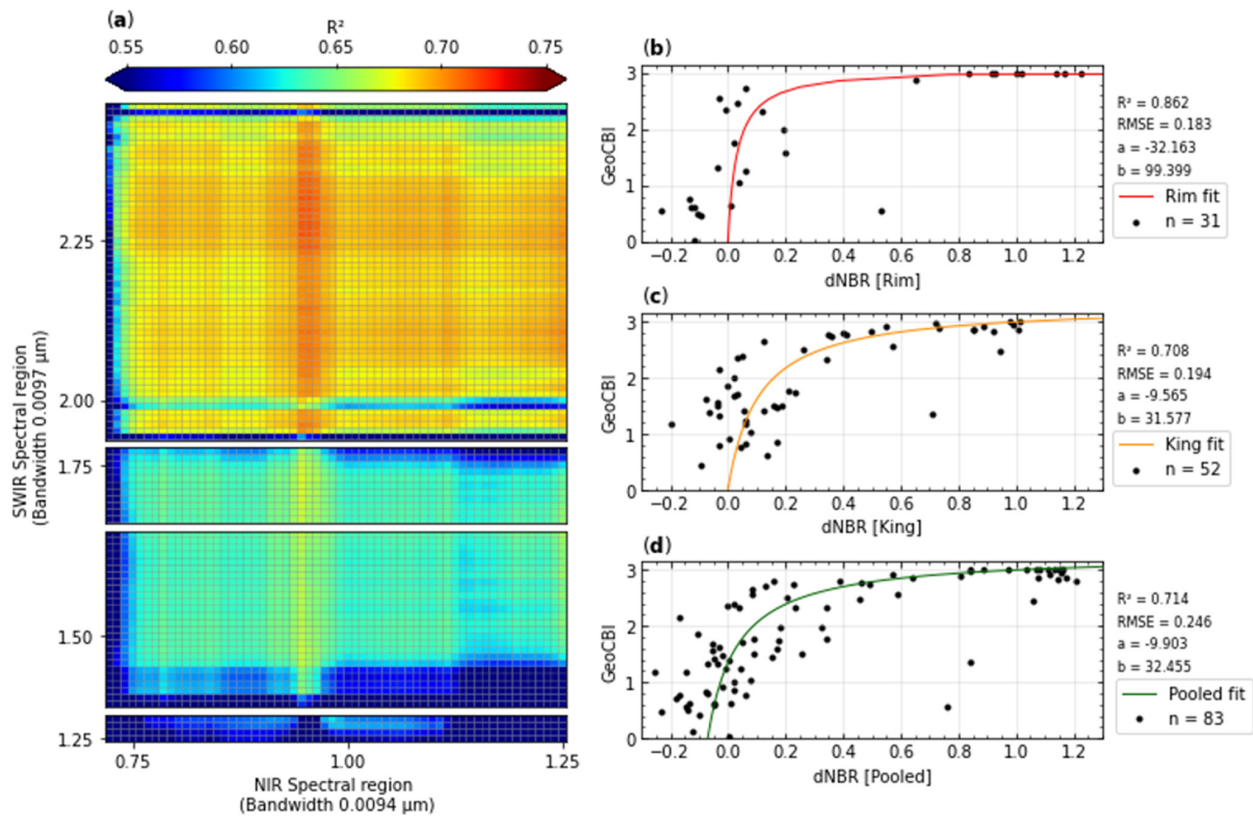 (a)
R²
0.55 0.60 0.65 0.70 0.75
2.25
2.00
1.75
1.50
1.25
SWIR Spectral region
(Bandwidth 0.0097 μm)
0.75 1.00 1.25
NIR Spectral region
(Bandwidth 0.0094 μm)
(b)
3
2
1
0
GeoCBI
−0.2 0.0 0.2 0.4 0.6 0.8 1.0 1.2
dNBR [Rim]
R² = 0.862
RMSE = 0.183
a = -32.163
b = 99.399
Rim fit
n = 31
(c)
3
2
1
0
GeoCBI
−0.2 0.0 0.2 0.4 0.6 0.8 1.0 1.2
dNBR [King]
R² = 0.708
RMSE = 0.194
a = -9.565
b = 31.577
King fit
n = 52
(d)
3
2
1
0
GeoCBI
−0.2 0.0 0.2 0.4 0.6 0.8 1.0 1.2
dNBR [Pooled]
R² = 0.714
RMSE = 0.246
a = -9.903
b = 32.455
Pooled fit
n = 83